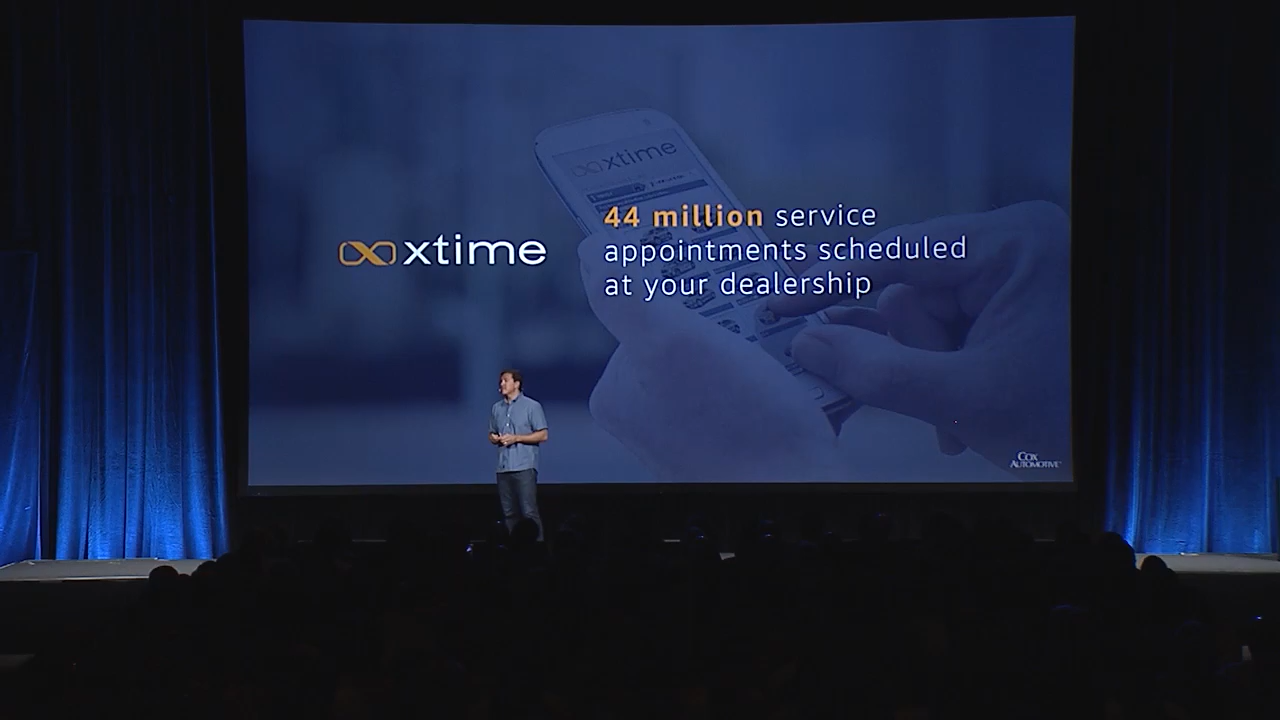 xtime
xtime
44 million service
appointments scheduled
at your dealership
COX
AUTOMOTIVE